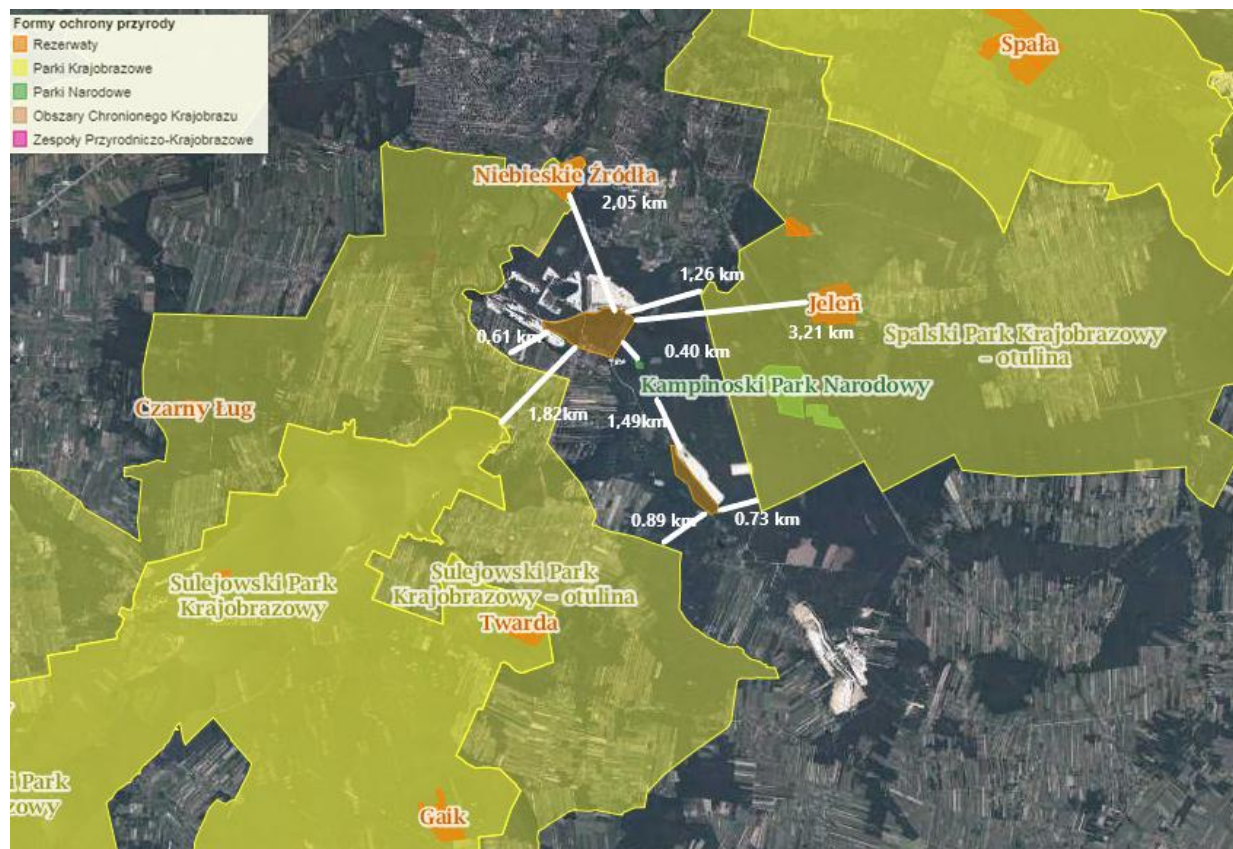 Formy ochrony przyrody
Rezerwaty
Parki Krajobrazowe
Parki Narodowe
Obszary Chronionego Krajobrazu
Zespoły Przyrodniczo-Krajobrazowe
Spała
Niebieskie Źródła
2,05 km
1,26 km
Jeleń
3,21 km
0.61 km
0.40 km
Spalski Park Krajobrazowy
- otulina
Kampinoski Park Narodowy
Czarny Ług
1,82km
1,49km
0.89 km
0.73 km
Sulejowski Park
Krajobrazowy
Sulejowski Park
Krajobrazowy - otulina
Twarda
i Park
zowy
Gaik